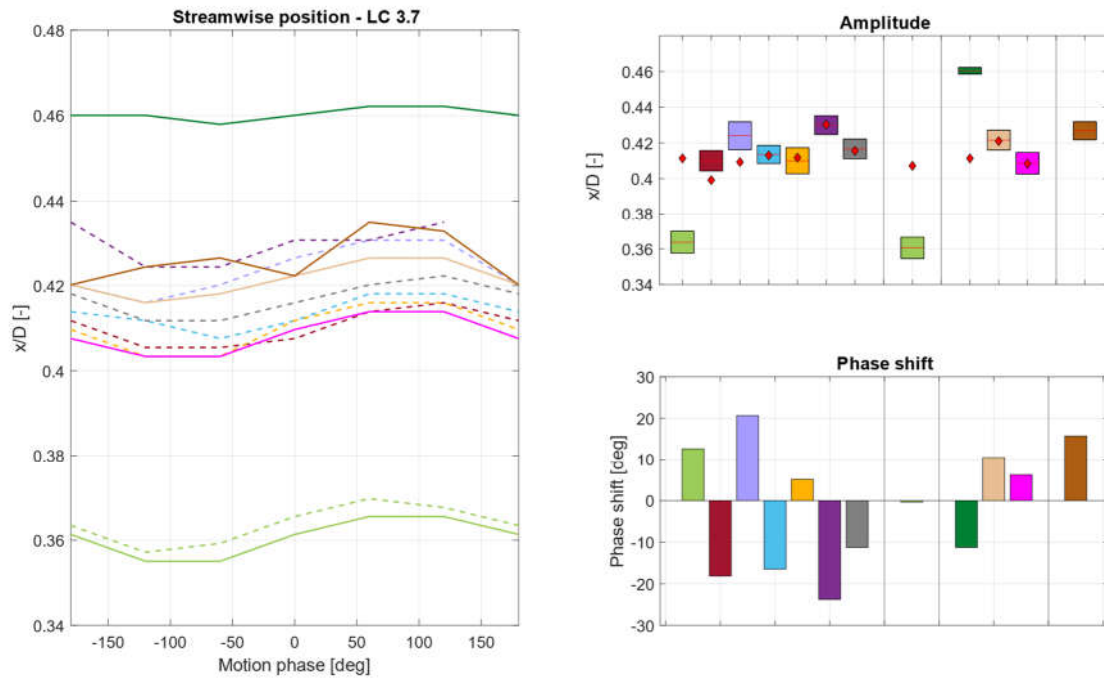 Streamwise position - LC 3.7
0.48
0.46
0.44
0.42
0.4
0.38
0.36
0.34
x/D [-]
-150 -100 -50 0 50 100 150
Motion phase [deg]
Amplitude
0.46
0.44
0.42
0.4
0.38
0.36
0.34
x/D [-]
Phase shift
30
20
10
0
-10
-20
-30
Phase shift [deg]